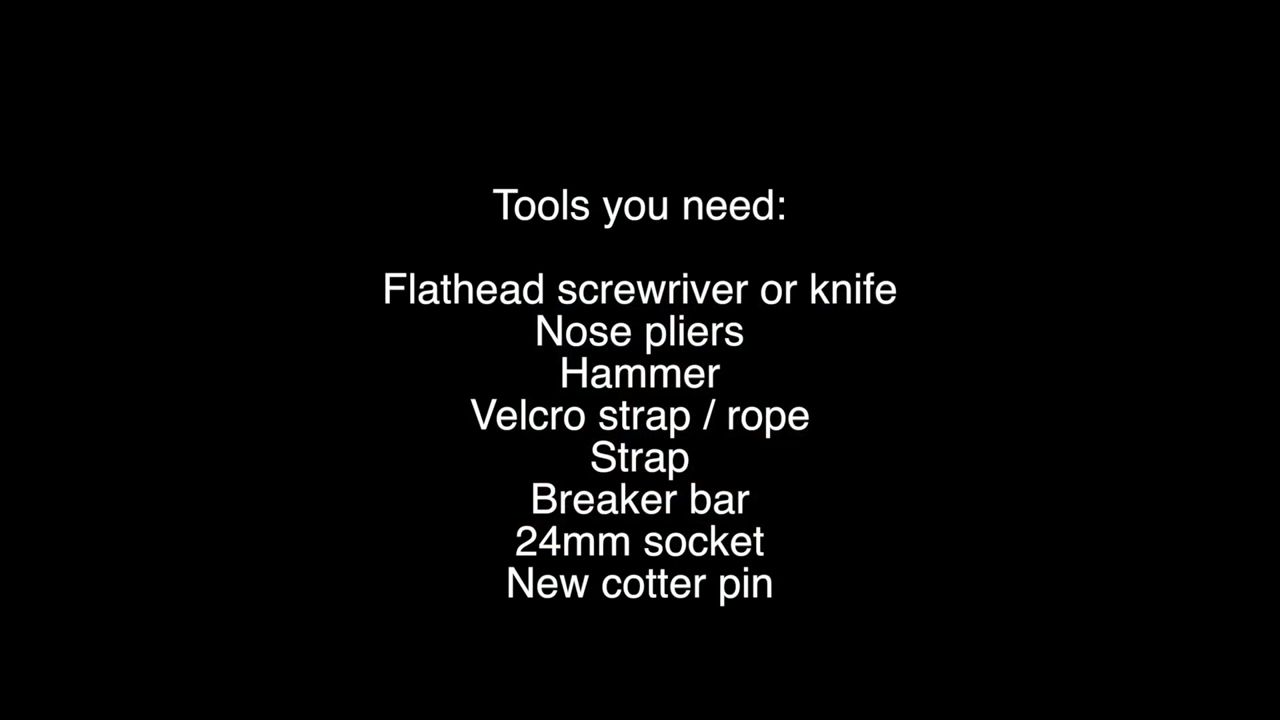 Tools you need:
Flathead screwriver or knife
Nose pliers
Hammer
Velcro strap / rope
Strap
Breaker bar
24mm socket
New cotter pin